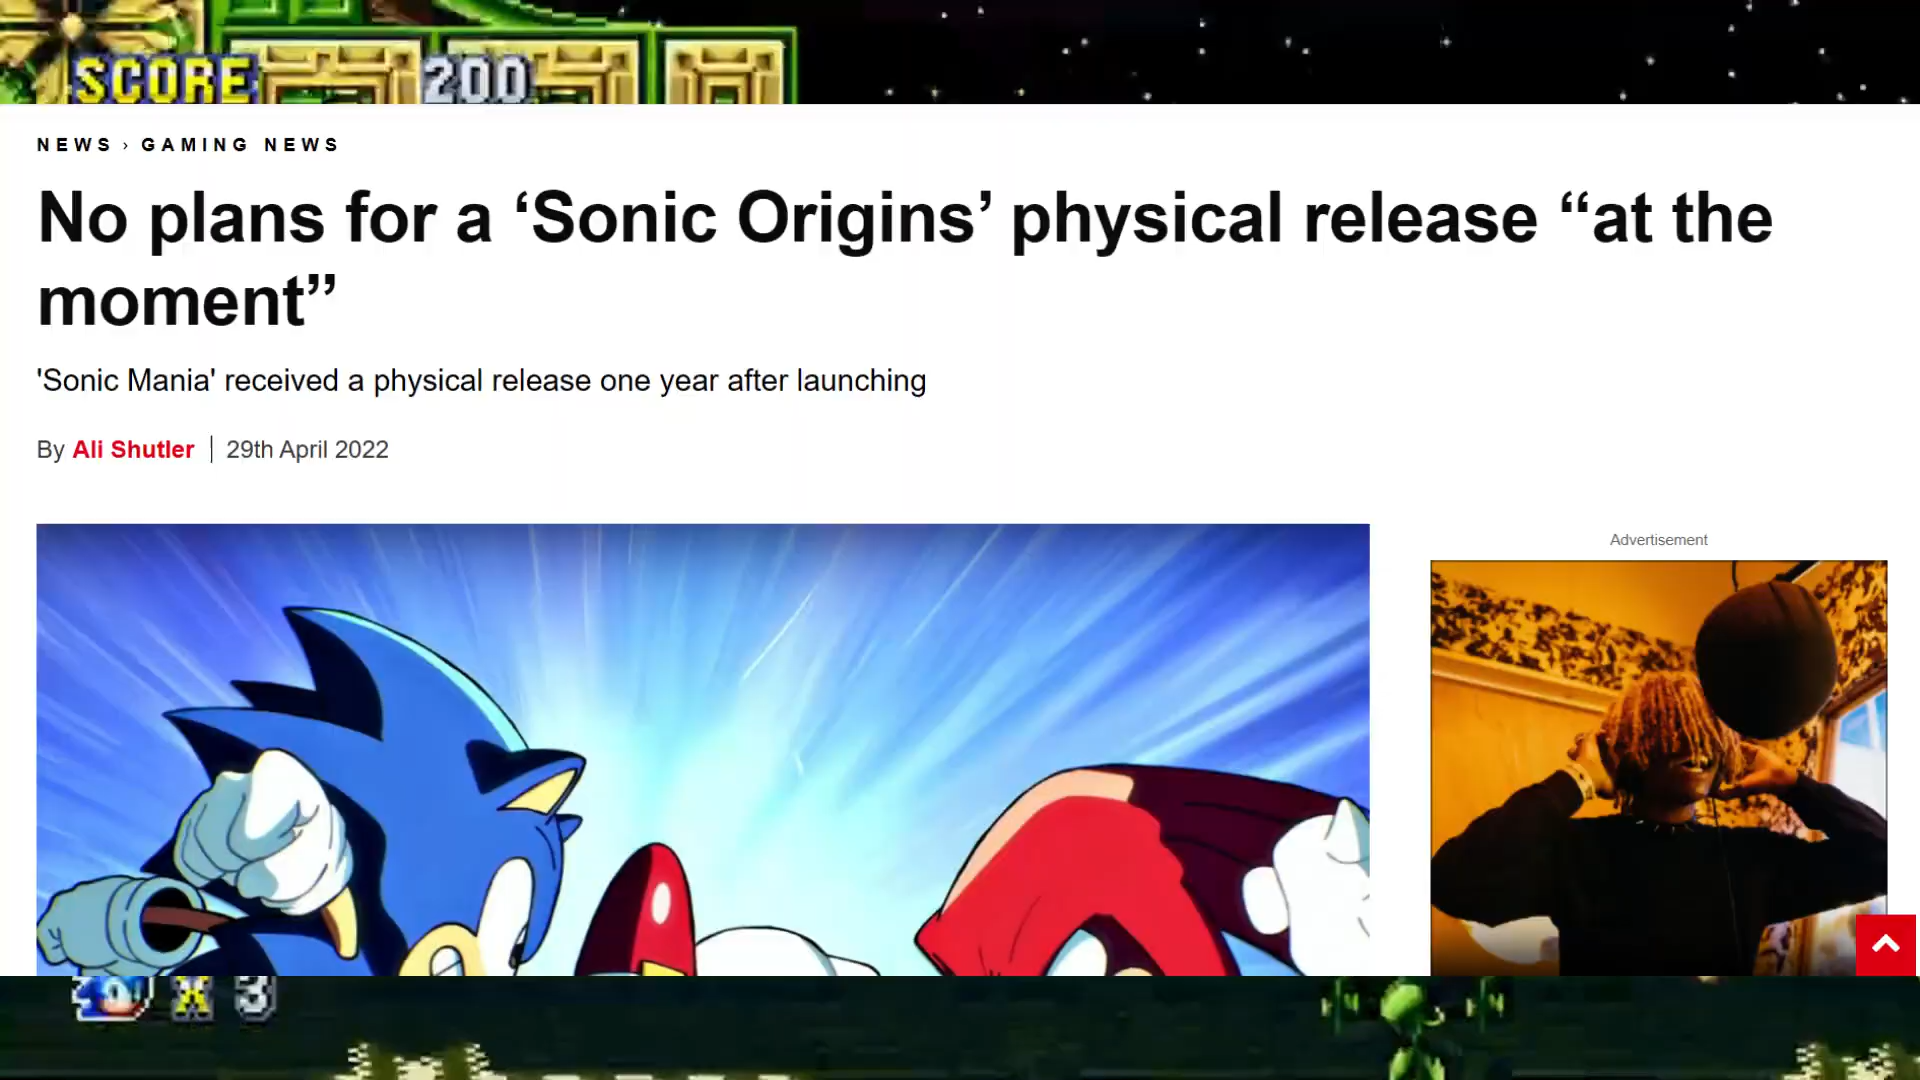 SCORE 200
NEWS › GAMING NEWS
No plans for a ‘Sonic Origins’ physical release “at the
moment”
'Sonic Mania' received a physical release one year after launching
By Ali Shutler | 29th April 2022
Advertisement
X 3